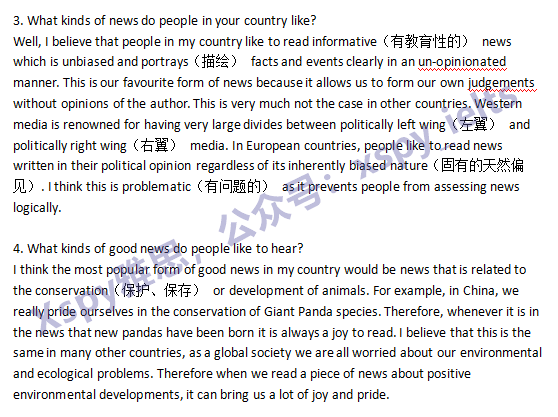 3. What kinds of news do people in your country like?
Well, I believe that people in my country like to read informative（有教育性的） news
which is unbiased and portrays（描绘） facts and events clearly in an un-opinionated
manner. This is our favourite form of news because it allows us to form our own judgements
without opinions of the author. This is very much not the case in other countries. Western
media is renowned for having very large divides between politically left wing（左翼） and
politically right wing（右翼） media. In European countries, people like to read news
written in their political opinion regardless of its inherently biased nature（固有的天然偏
见）. I think this is problematic（有问题的） as it prevents people from assessing news
logically.
4. What kinds of good news do people like to hear?
I think the most popular form of good news in my country would be news that is related to
the conservation（保护、保存） or development of animals. For example, in China, we
really pride ourselves in the conservation of Giant Panda species. Therefore, whenever it is in
the news that new pandas have been born it is always a joy to read. I believe that this is the
same in many other countries, as a global society we are all worried about our environmental
and ecological problems. Therefore when we read a piece of news about positive
environmental developments, it can bring us a lot of joy and pride.
xspy雅思，公众号：xspy ielts